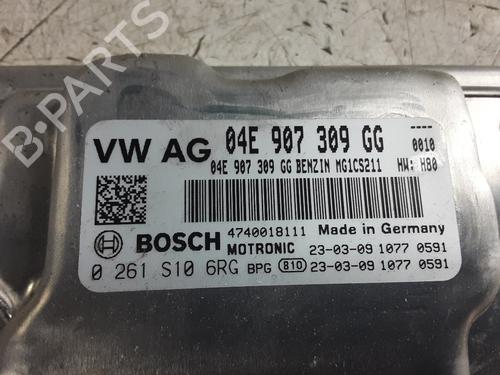 VW AG 04E 907 309 GG ----
0010
04E 907 309 GG BENZIN MG1CS211 HW: H80
4740018111 Made in Germany
BOSCH MOTRONIC 23-03-09 1077 0591
0 261 S10 6RG BPG 810 23-03-09 1077 0591
B-PARTS